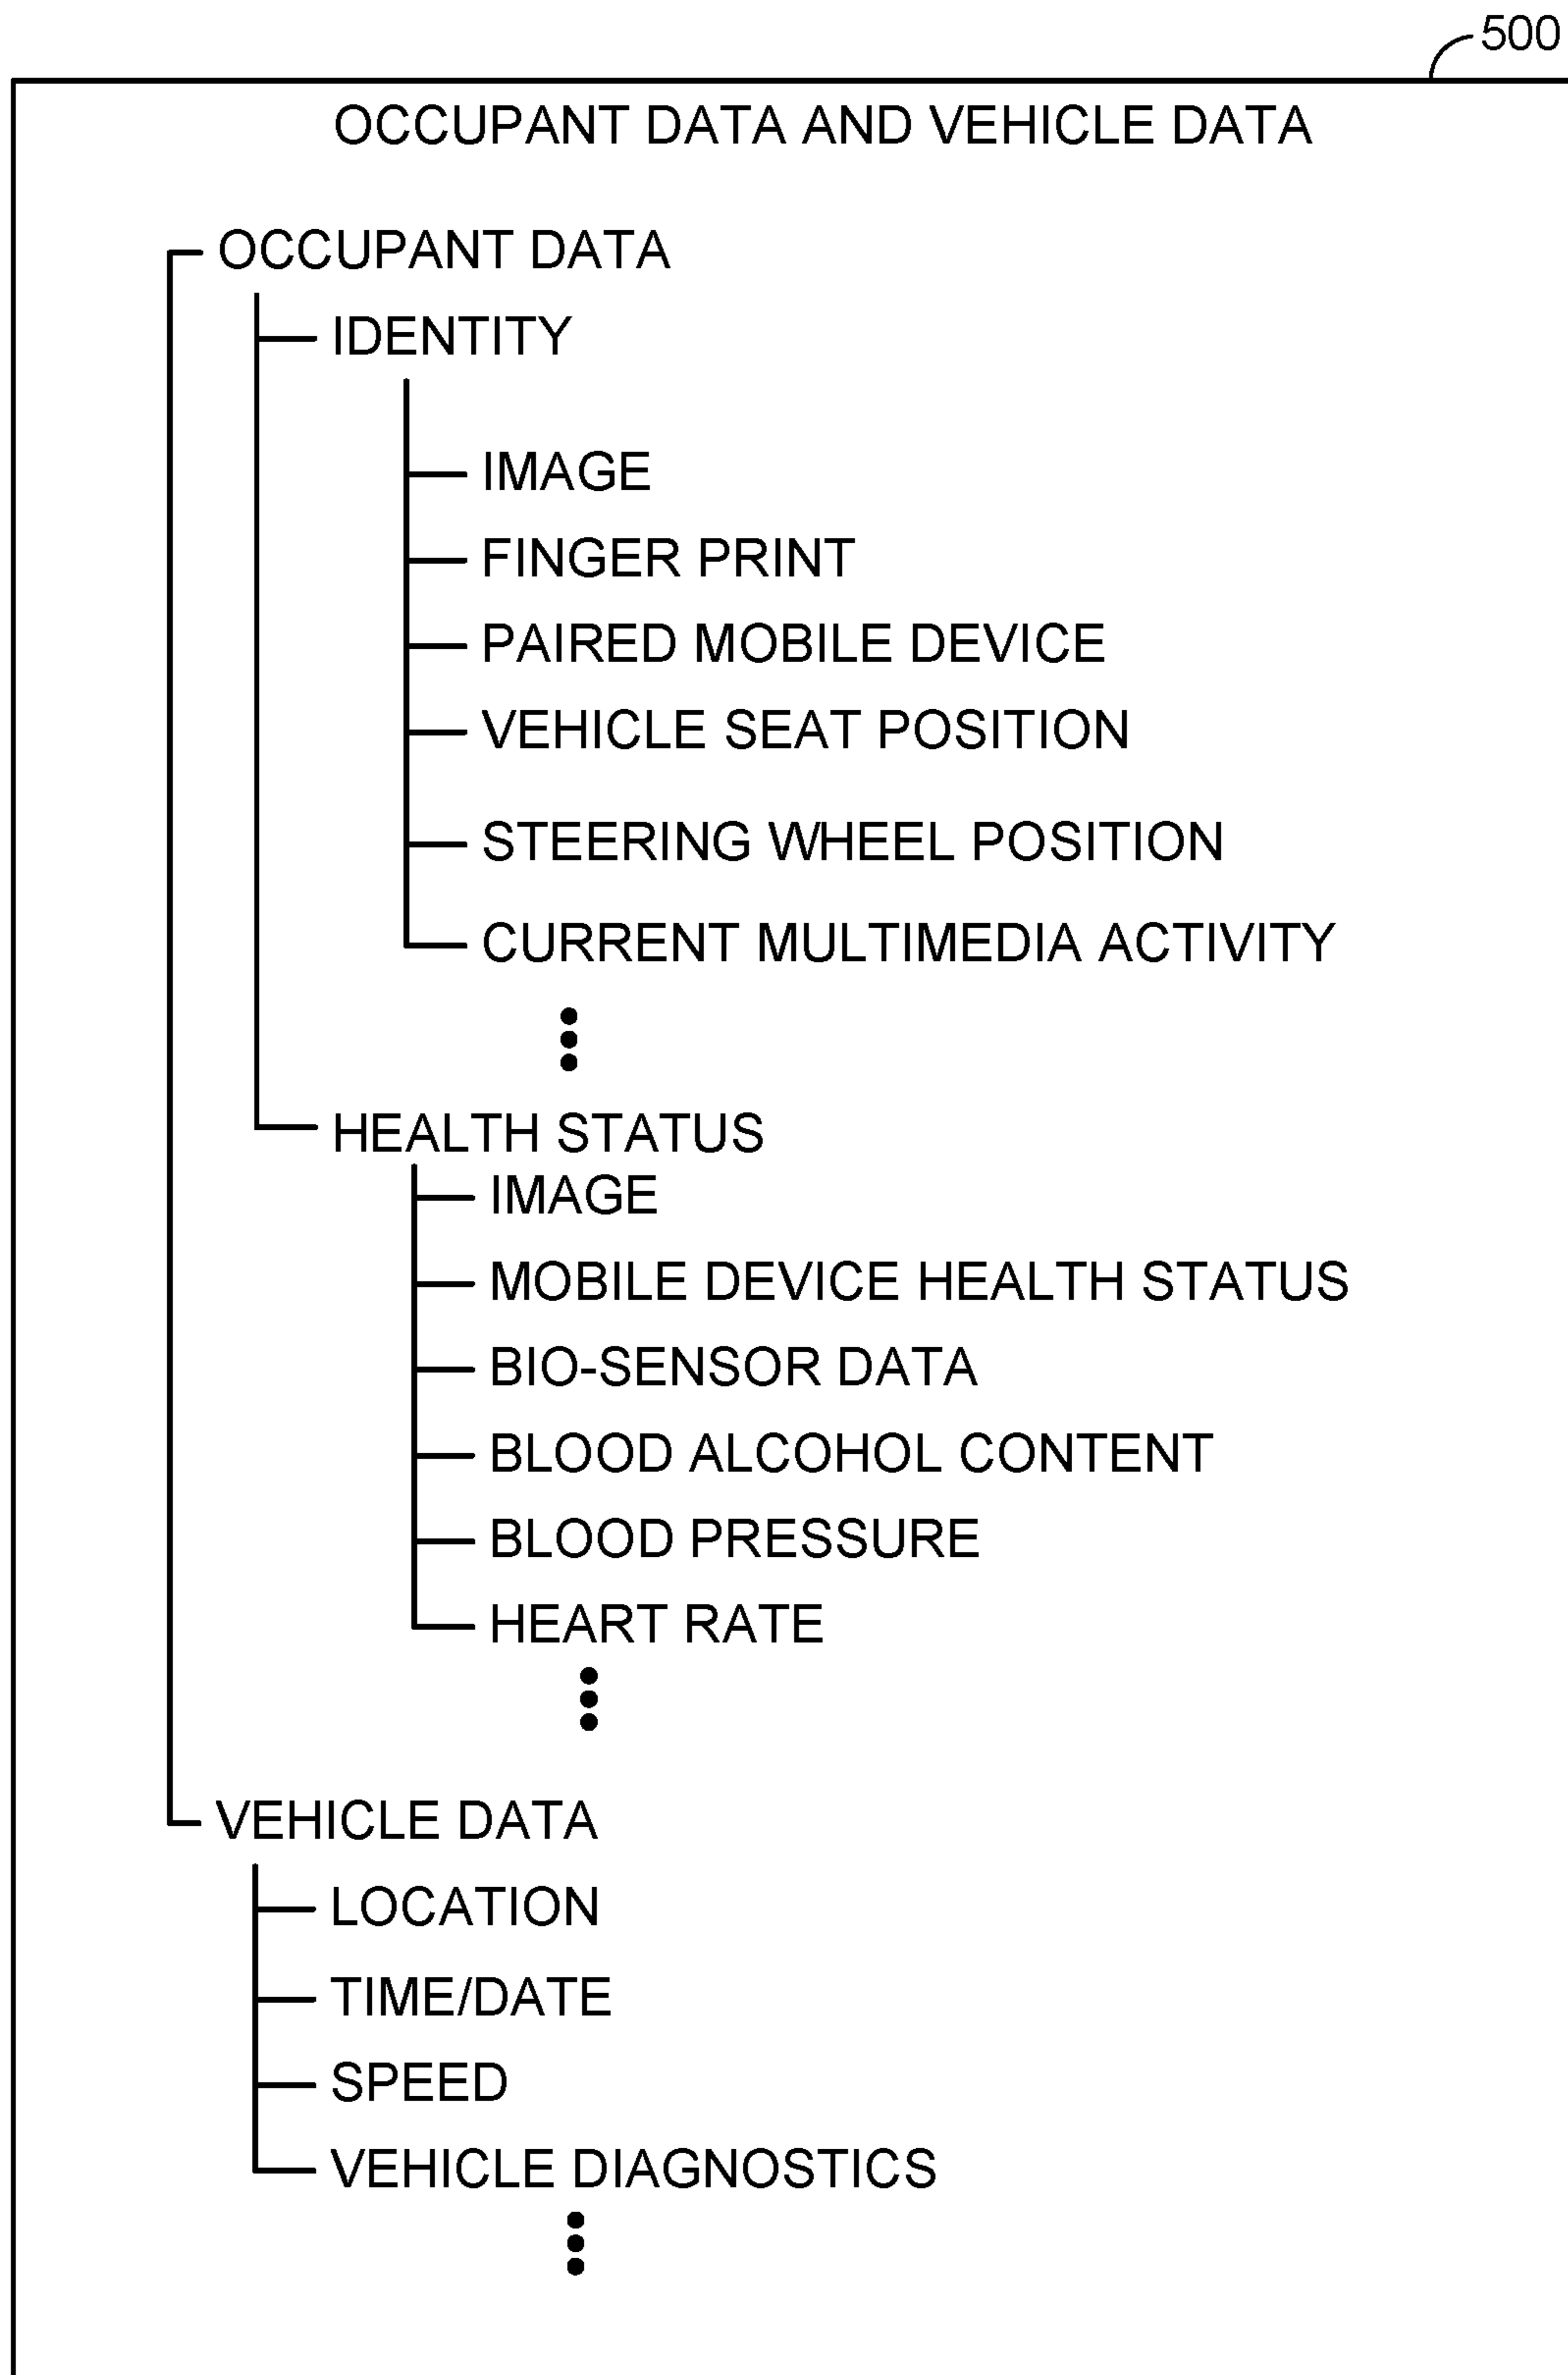 500
OCCUPANT DATA AND VEHICLE DATA
OCCUPANT DATA
IDENTITY
IMAGE
FINGER PRINT
PAIRED MOBILE DEVICE
VEHICLE SEAT POSITION
STEERING WHEEL POSITION
CURRENT MULTIMEDIA ACTIVITY
HEALTH STATUS
IMAGE
MOBILE DEVICE HEALTH STATUS
BIO-SENSOR DATA
BLOOD ALCOHOL CONTENT
BLOOD PRESSURE
HEART RATE
VEHICLE DATA
LOCATION
TIME/DATE
SPEED
VEHICLE DIAGNOSTICS